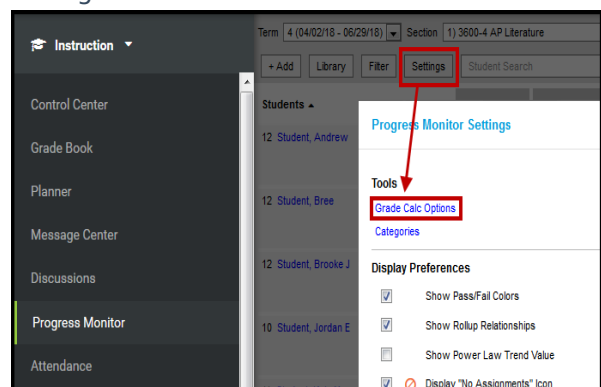 Instruction
Term 4 (04/02/18 - 06/29/18) Section 1) 3600-4 AP Literature
+ Add Library Filter Settings Student Search
Control Center
Grade Book
Planner
Message Center
Discussions
Progress Monitor
Attendance
Students
12 Student, Andrew
12 Student, Bree
12 Student, Brooke J
10 Student, Jordan E
Progress Monitor Settings
Tools
Grade Calc Options
Categories
Display Preferences
Show Pass/Fail Colors
Show Rollup Relationships
Show Power Law Trend Value
Display "No Assignments" Icon